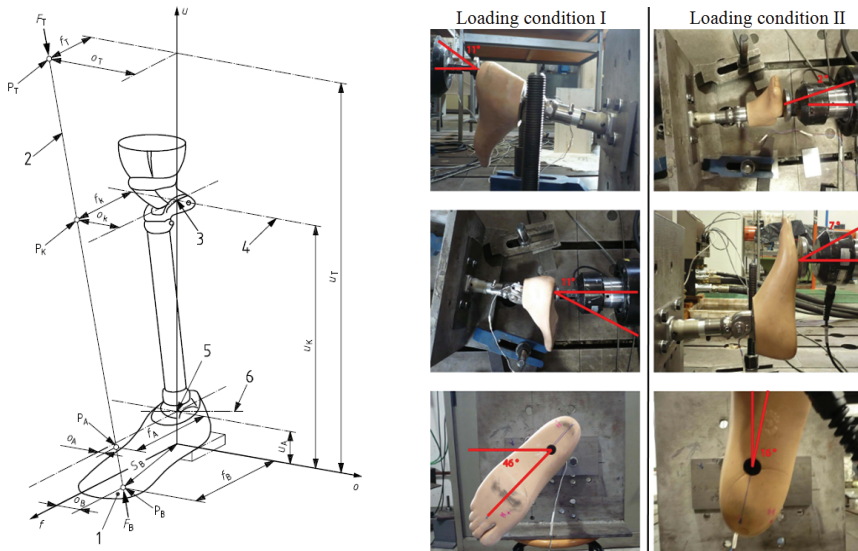 Loading condition I
Loading condition II
u
F_T
f_T
o_T
P_T
2
f_K
o_K
P_K
3
4
u_T
u_K
5
6
P_A
o_A
f_A
u_A
S_B
f_B
o_B
F_B
P_B
f
1
o
11°
11°
46°
7°